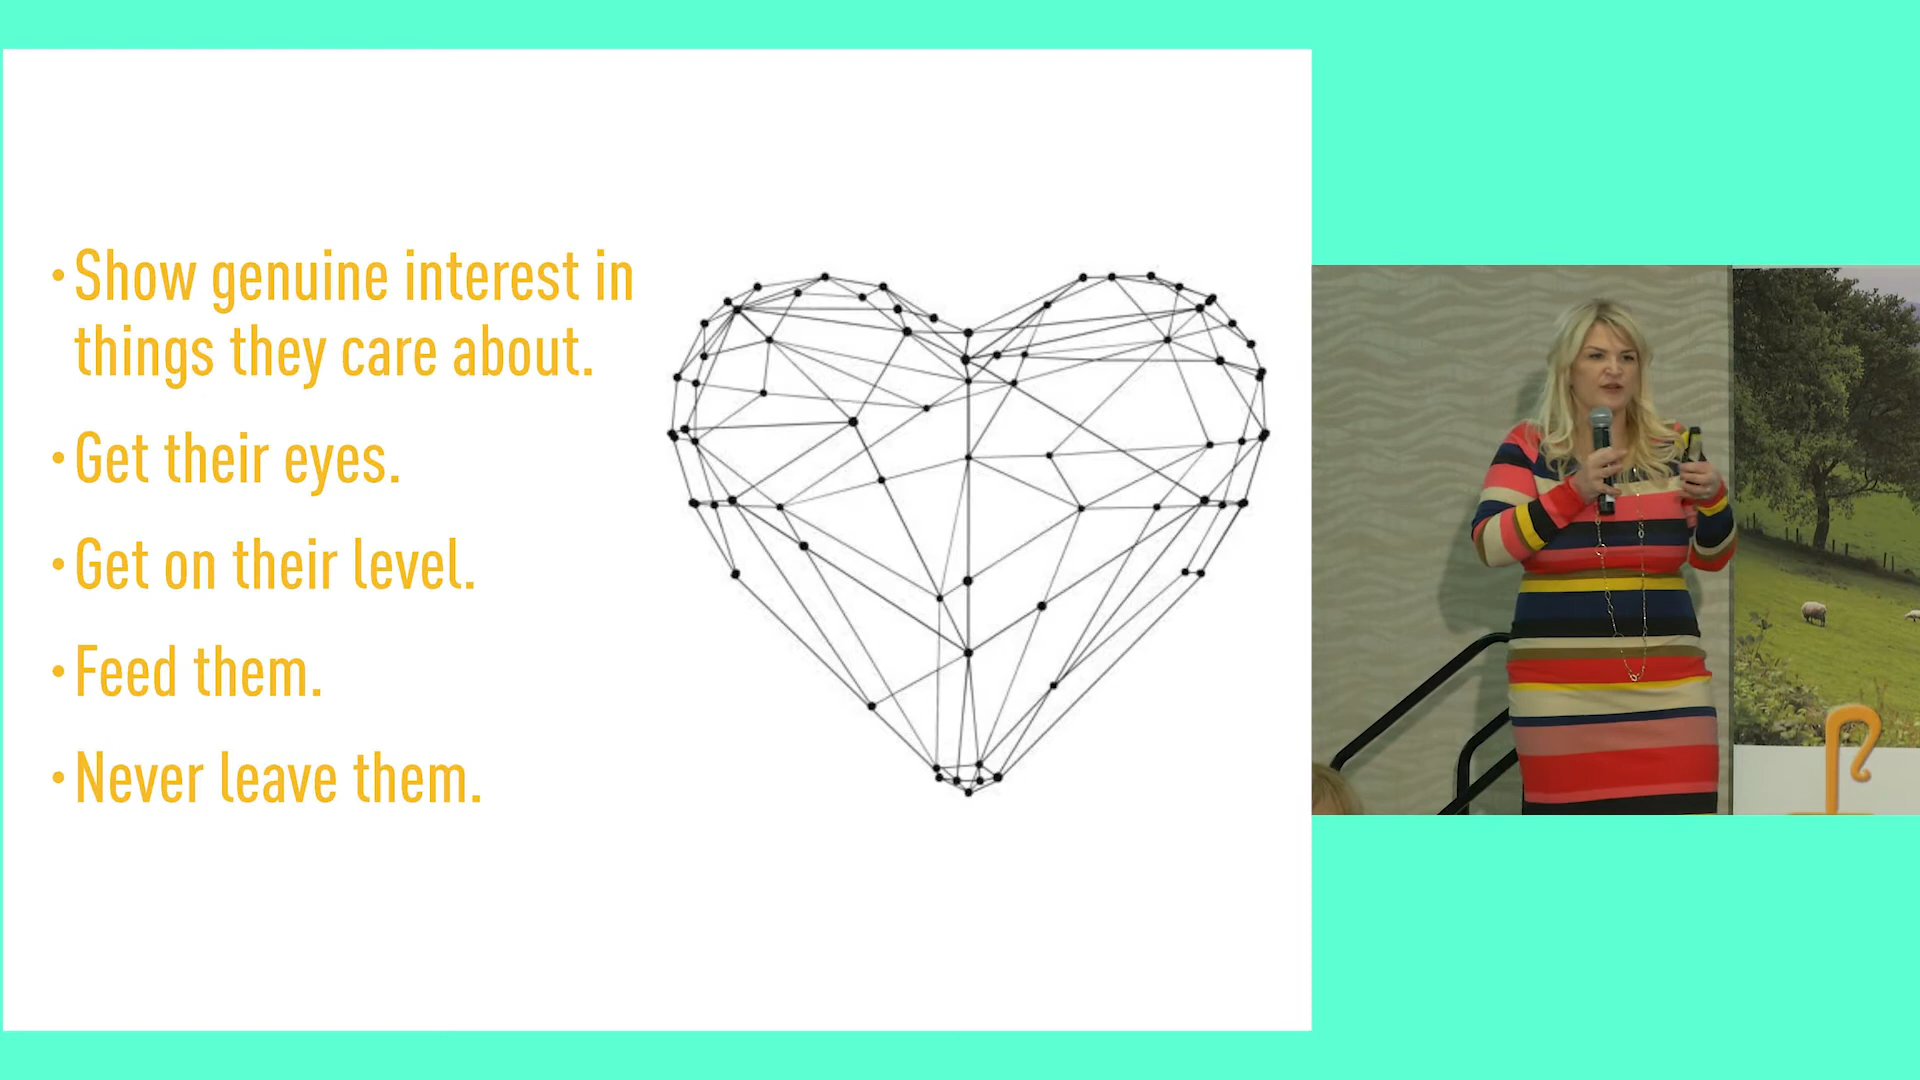 • Show genuine interest in
things they care about.
• Get their eyes.
• Get on their level.
• Feed them.
• Never leave them.